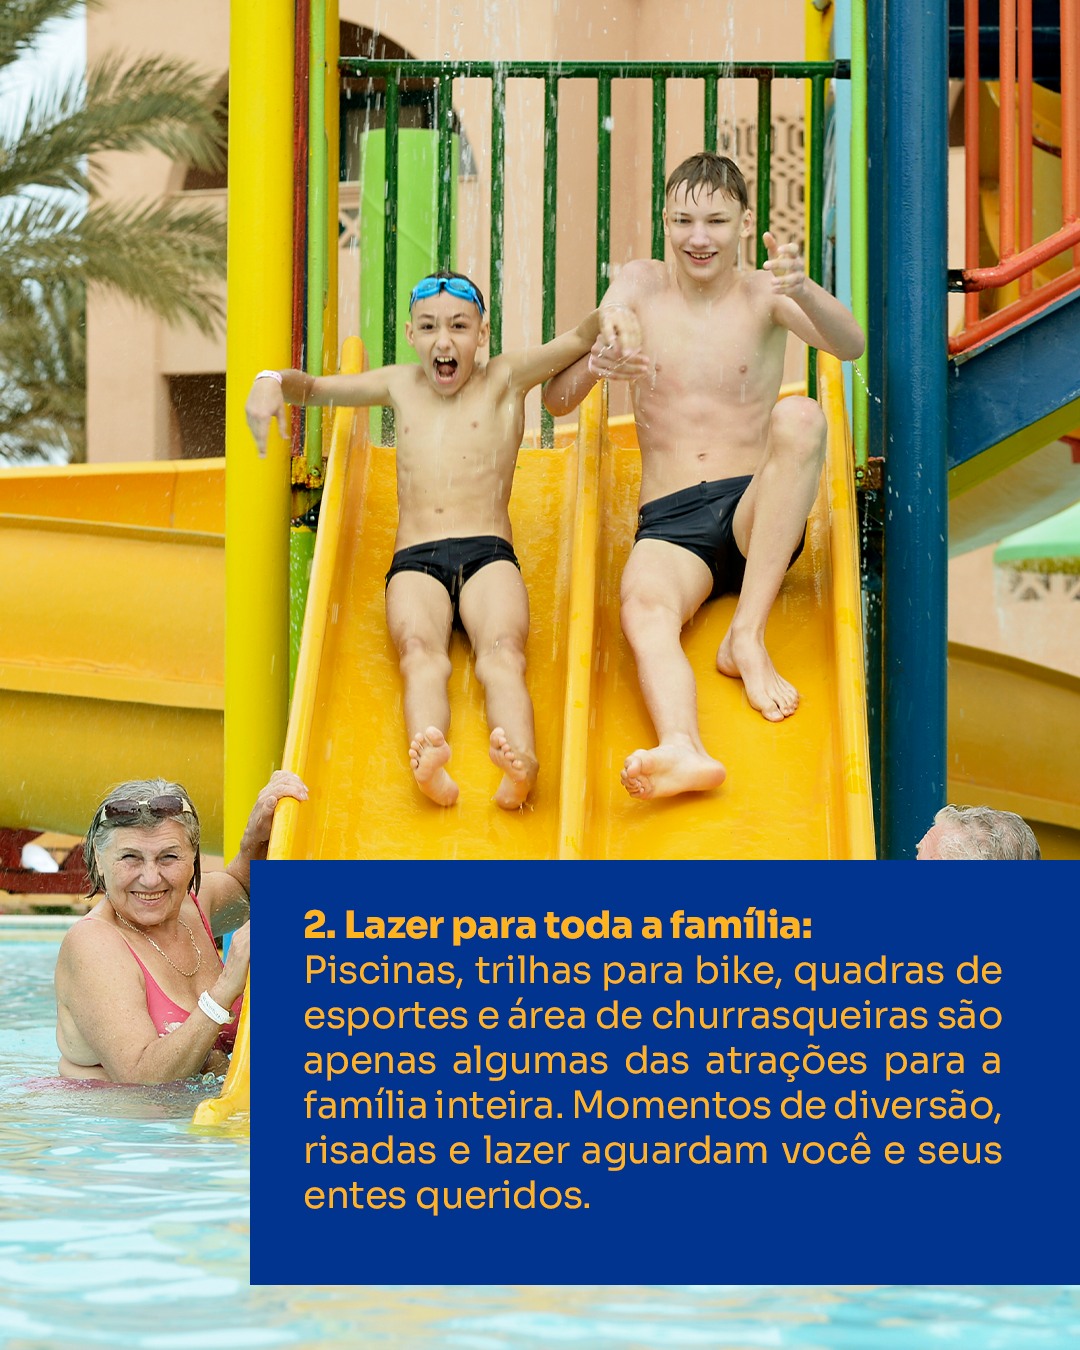 2. Lazer para toda a família:
Piscinas, trilhas para bike, quadras de
esportes e área de churrasqueiras são
apenas algumas das atrações para a
família inteira. Momentos de diversão,
risadas e lazer aguardam você e seus
entes queridos.